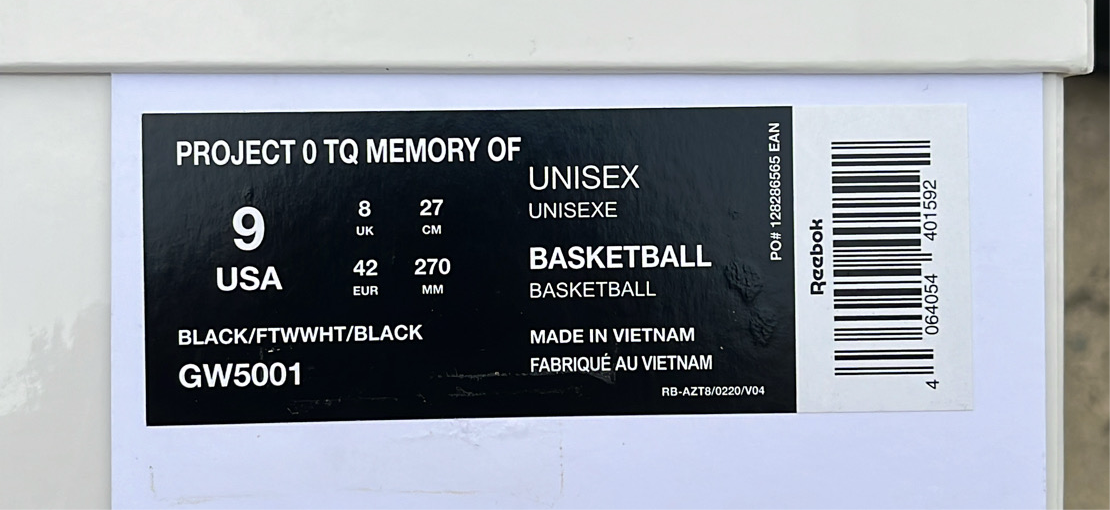 PROJECT 0 TQ MEMORY OF
9
USA
8
UK
27
CM
42
EUR
270
MM
BLACK/FTWWHT/BLACK
GW5001
UNISEX
UNISEXE
BASKETBALL
BASKETBALL
MADE IN VIETNAM
FABRIQUÉ AU VIETNAM
RB-AZT8/0220/V04
PO# 128286565 EAN
Reebok
4 064054 401592